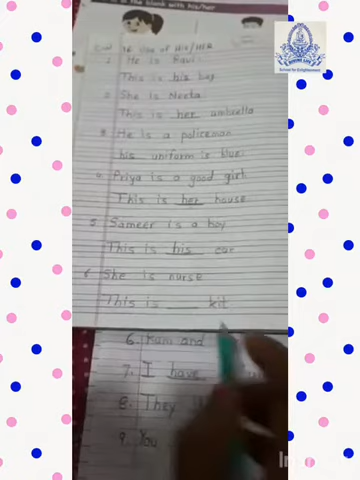 in the blank with his/her
C.W 16 Use of His/Her
1 He is Ravi.
This is his bag
2 She is Neeta.
This is her umbrella
3 He is a policeman
his uniform is blue.
4 Priya is a good girl.
This is her house
5 Sameer is a boy
This is his car
6 She is nurse
This is ____ kit
6. Ram and
7. I have
8. They
9. You